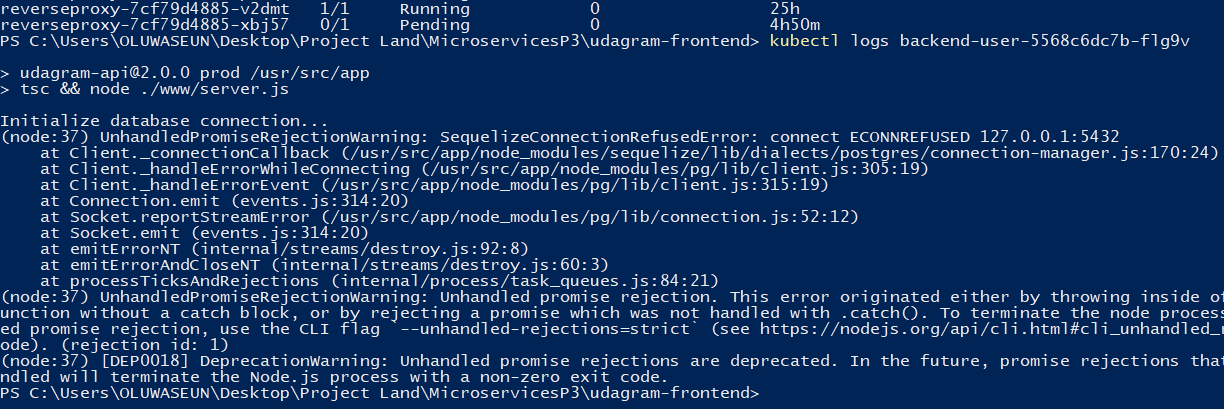 reverseproxy-7cf79d4885-v2dmt 1/1 Running 0 25h
reverseproxy-7cf79d4885-xbj57 0/1 Pending 0 4h50m
PS C:\Users\OLUWASEUN\Desktop\Project Land\MicroservicesP3\udagram-frontend> kubectl logs backend-user-5568c6dc7b-flg9v
> udagram-api@2.0.0 prod /usr/src/app
> tsc && node ./www/server.js
Initialize database connection...
(node:37) UnhandledPromiseRejectionWarning: SequelizeConnectionRefusedError: connect ECONNREFUSED 127.0.0.1:5432
at Client._connectionCallback (/usr/src/app/node_modules/sequelize/lib/dialects/postgres/connection-manager.js:170:24)
at Client._handleErrorWhileConnecting (/usr/src/app/node_modules/pg/lib/client.js:305:19)
at Client._handleErrorEvent (/usr/src/app/node_modules/pg/lib/client.js:315:19)
at Connection.emit (events.js:314:20)
at Socket.reportStreamError (/usr/src/app/node_modules/pg/lib/connection.js:52:12)
at Socket.emit (events.js:314:20)
at emitErrorNT (internal/streams/destroy.js:92:8)
at emitErrorAndCloseNT (internal/streams/destroy.js:60:3)
at processTicksAndRejections (internal/process/task_queues.js:84:21)
(node:37) UnhandledPromiseRejectionWarning: Unhandled promise rejection. This error originated either by throwing inside of
unction without a catch block, or by rejecting a promise which was not handled with .catch(). To terminate the node process
ed promise rejection, use the CLI flag `--unhandled-rejections=strict` (see https://nodejs.org/api/cli.html#cli_unhandled_
ode). (rejection id: 1)
(node:37) [DEP0018] DeprecationWarning: Unhandled promise rejections are deprecated. In the future, promise rejections that
ndled will terminate the Node.js process with a non-zero exit code.
PS C:\Users\OLUWASEUN\Desktop\Project Land\MicroservicesP3\udagram-frontend>